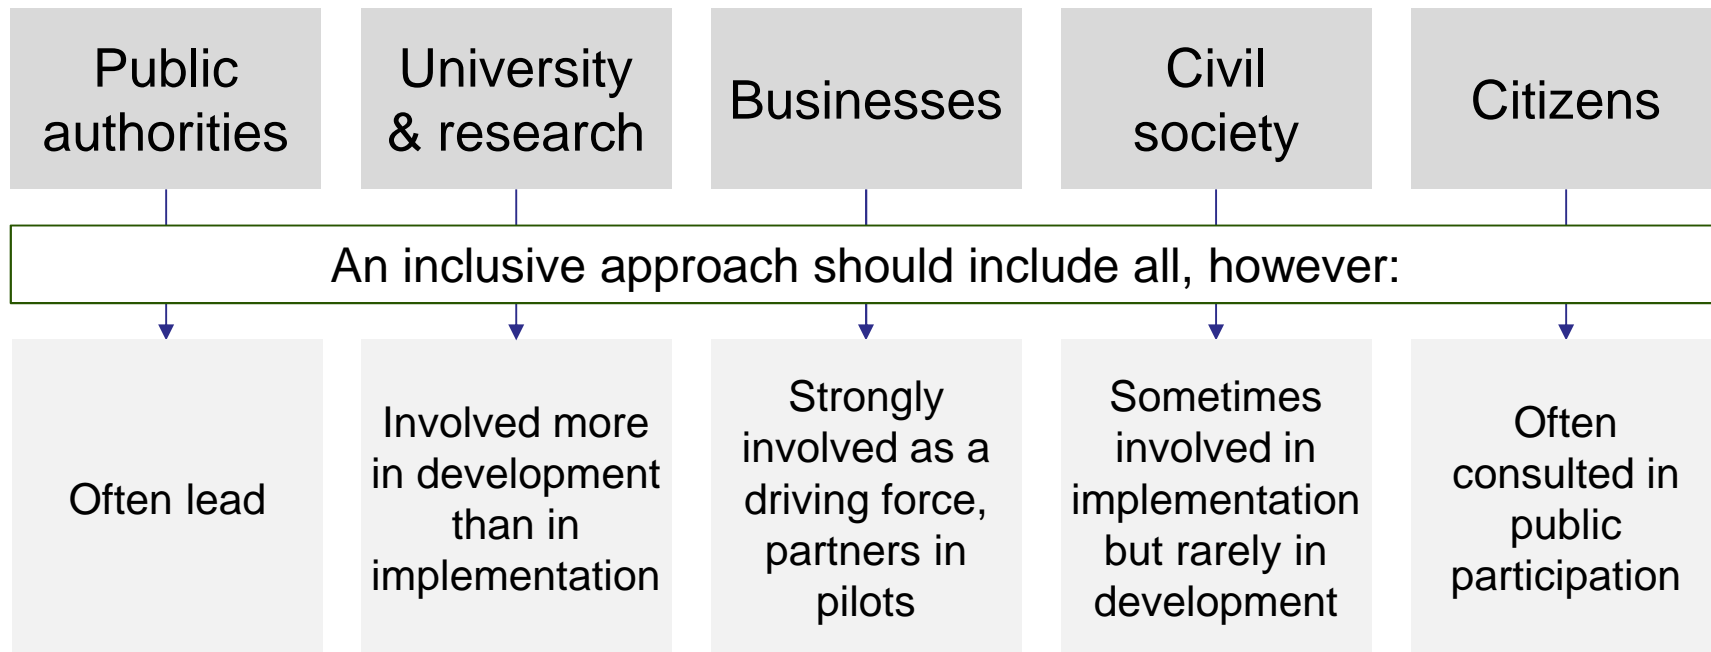 Public
authorities
University
& research
Businesses
Civil
society
Citizens
An inclusive approach should include all, however:
Often lead
Involved more
in development
than in
implementation
Strongly
involved as a
driving force,
partners in
pilots
Sometimes
involved in
implementation
but rarely in
development
Often
consulted in
public
participation